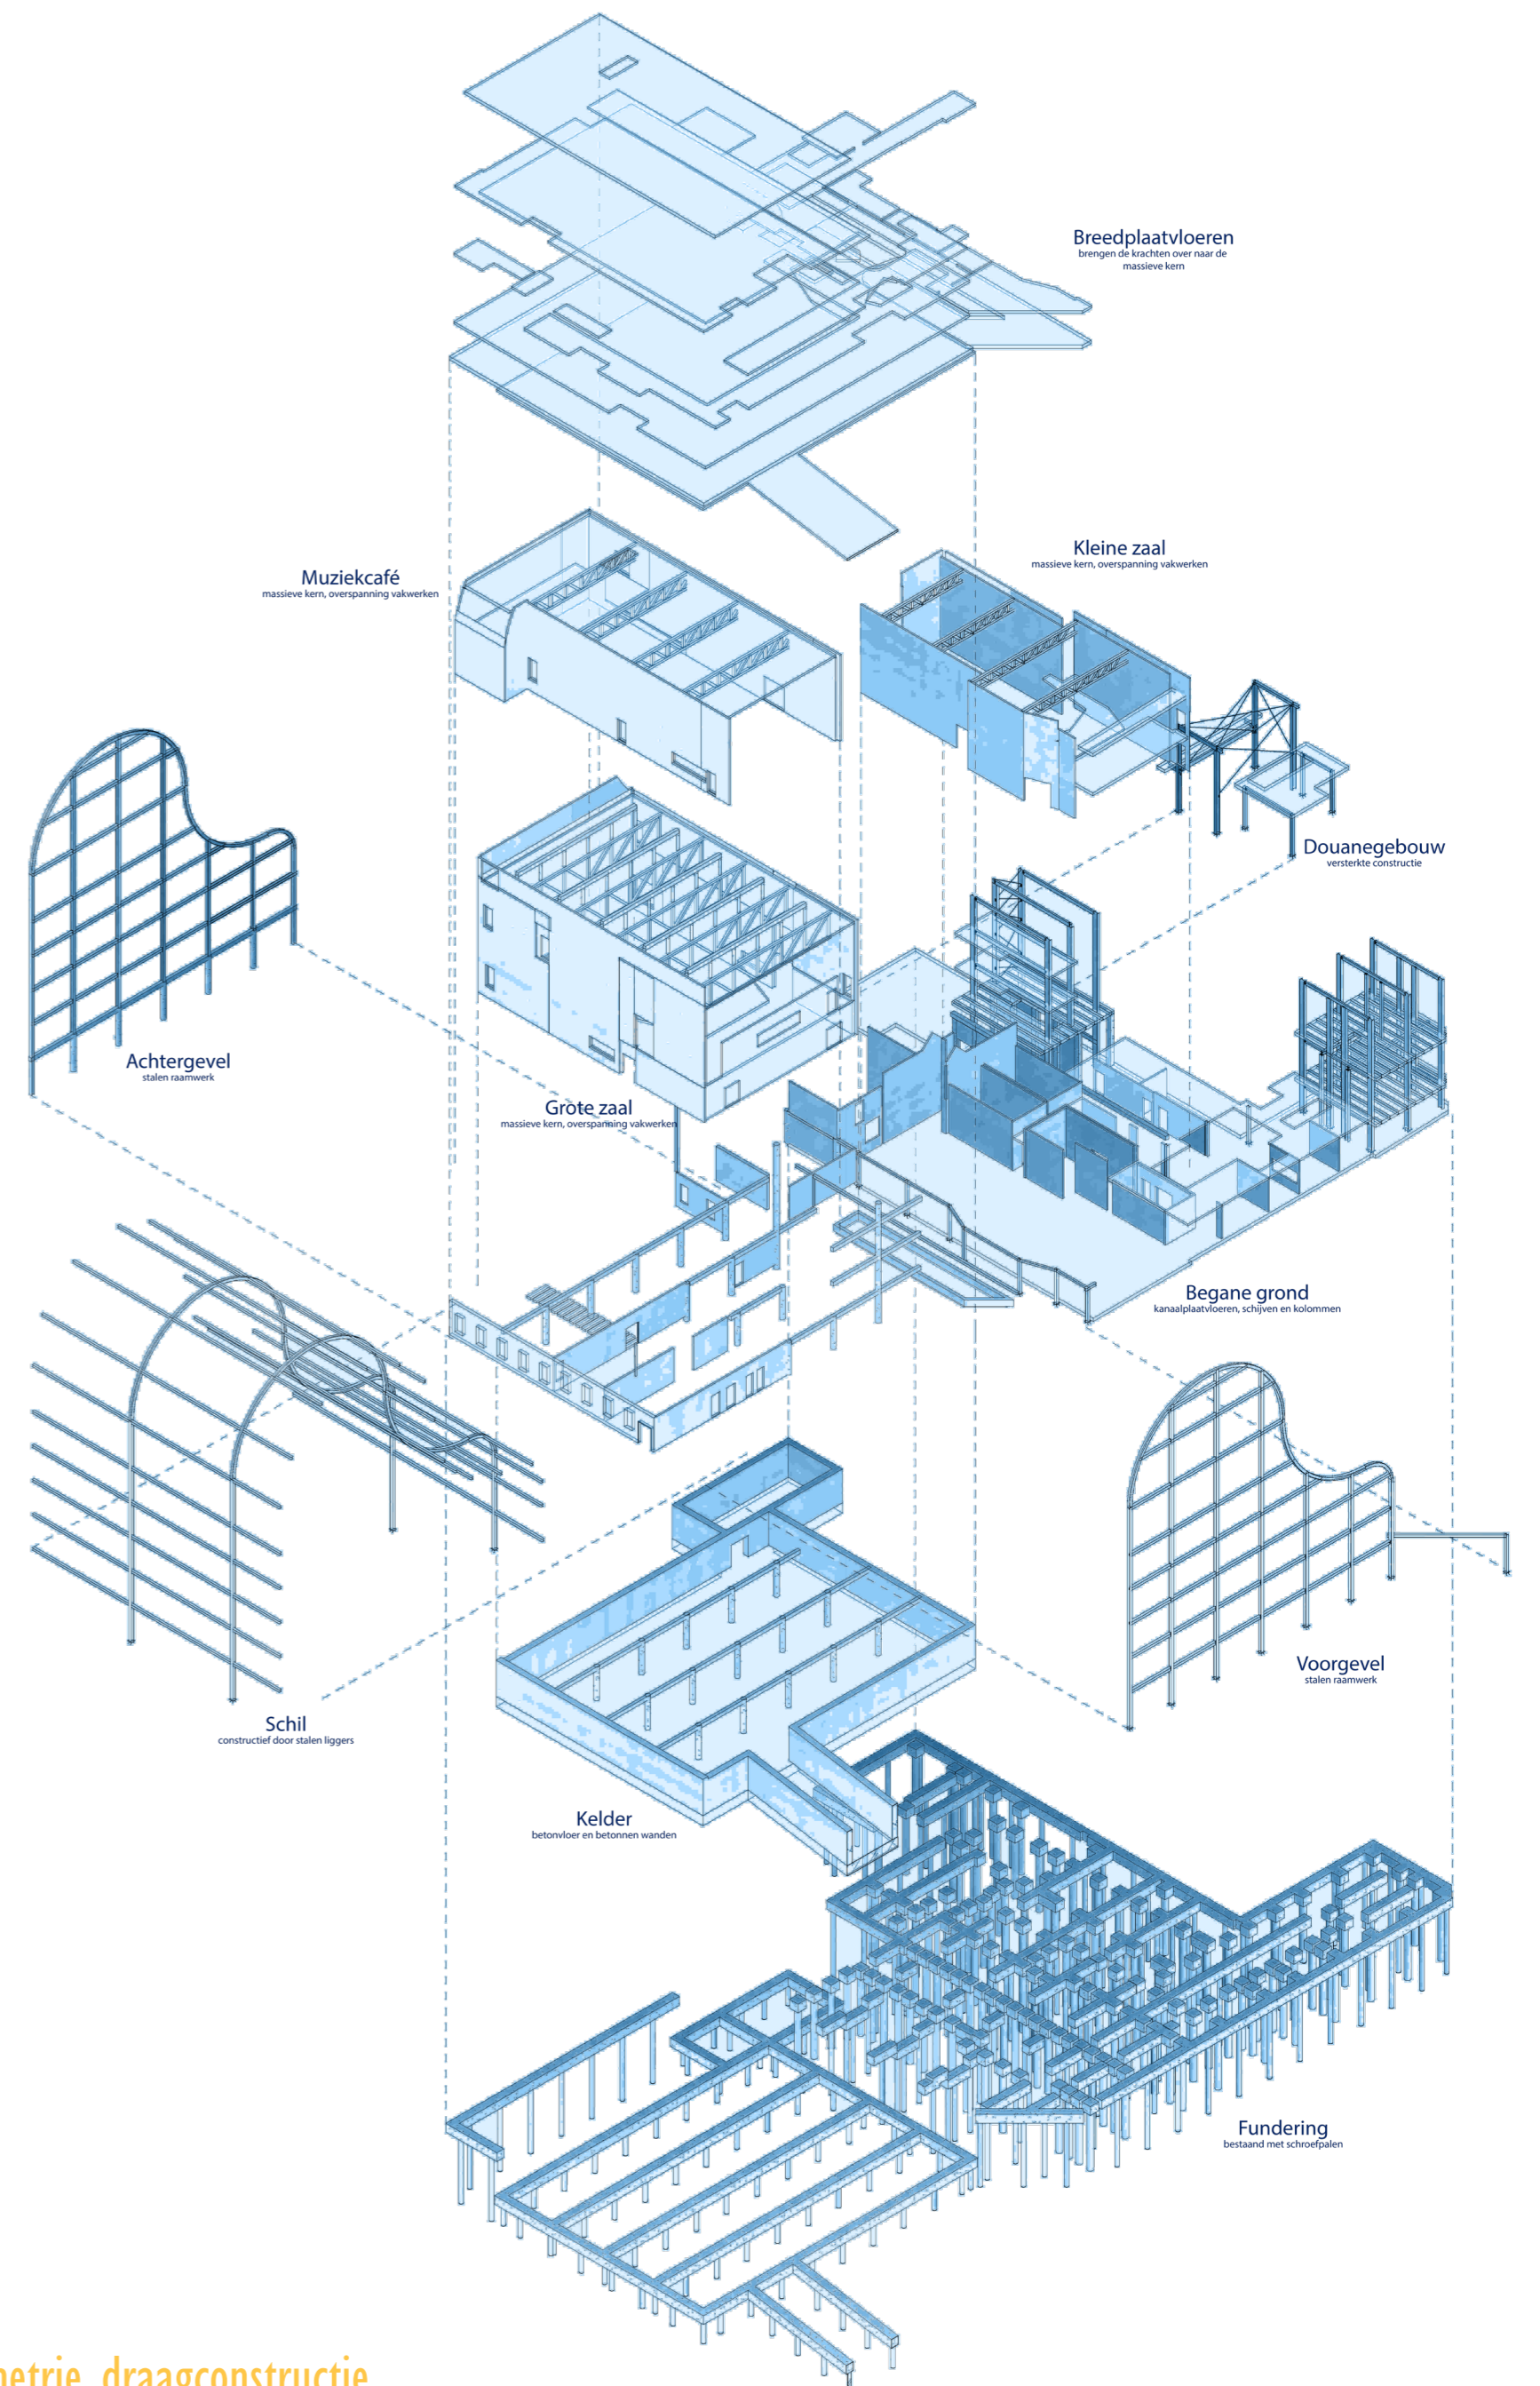 Breedplaatvloeren
brengen de krachten over naar de
massieve kern
Kleine zaal
massieve kern, overspanning vakwerken
Muziekcafé
massieve kern, overspanning vakwerken
Douanegebouw
versterkte constructie
Achtergevel
stalen raamwerk
Grote zaal
massieve kern, overspanning vakwerken
Begane grond
kanaalplaatvloeren, schijven en kolommen
Voorgevel
stalen raamwerk
Schil
constructief door stalen liggers
Kelder
betonvloer en betonnen wanden
Fundering
bestaand met schroefpalen
draagconstructie